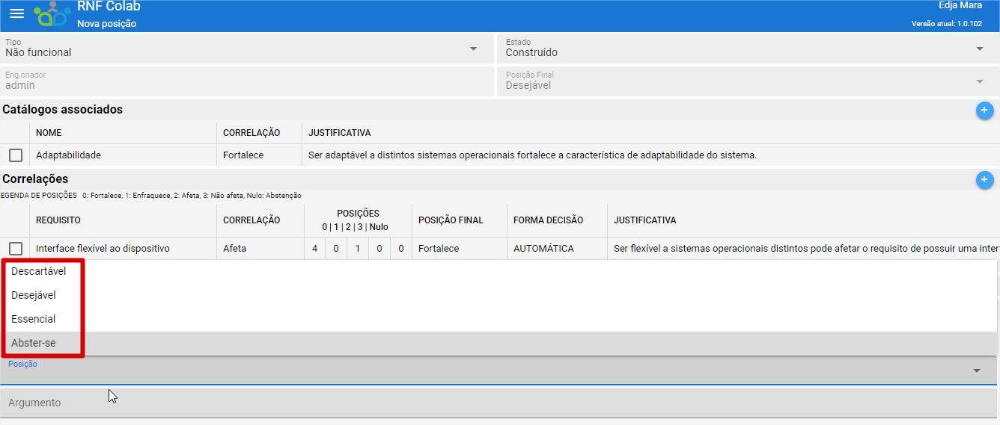 RNF Colab
Edja Mara
Nova posição
Versão atual: 1.0.102
Tipo
Não funcional
Estado
Construído
Eng.criador
admin
Posição Final
Desejável
Catálogos associados
+
NOME CORRELAÇÃO JUSTIFICATIVA
Adaptabilidade Fortalece Ser adaptável a distintos sistemas operacionais fortalece a característica de adaptabilidade do sistema.
Correlações
+
EGENDA DE POSIÇÕES 0: Fortalece, 1: Enfraquece, 2: Afeta, 3: Não afeta, Nulo: Abstenção
REQUISITO CORRELAÇÃO POSIÇÕES POSIÇÃO FINAL FORMA DECISÃO JUSTIFICATIVA
0 | 1 | 2 | 3 | Nulo
Interface flexível ao dispositivo Afeta 4 0 1 0 0 Fortalece AUTOMÁTICA Ser flexível a sistemas operacionais distintos pode afetar o requisito de possuir uma inter
Descartável
Desejável
Essencial
Abster-se
Posição
Argumento